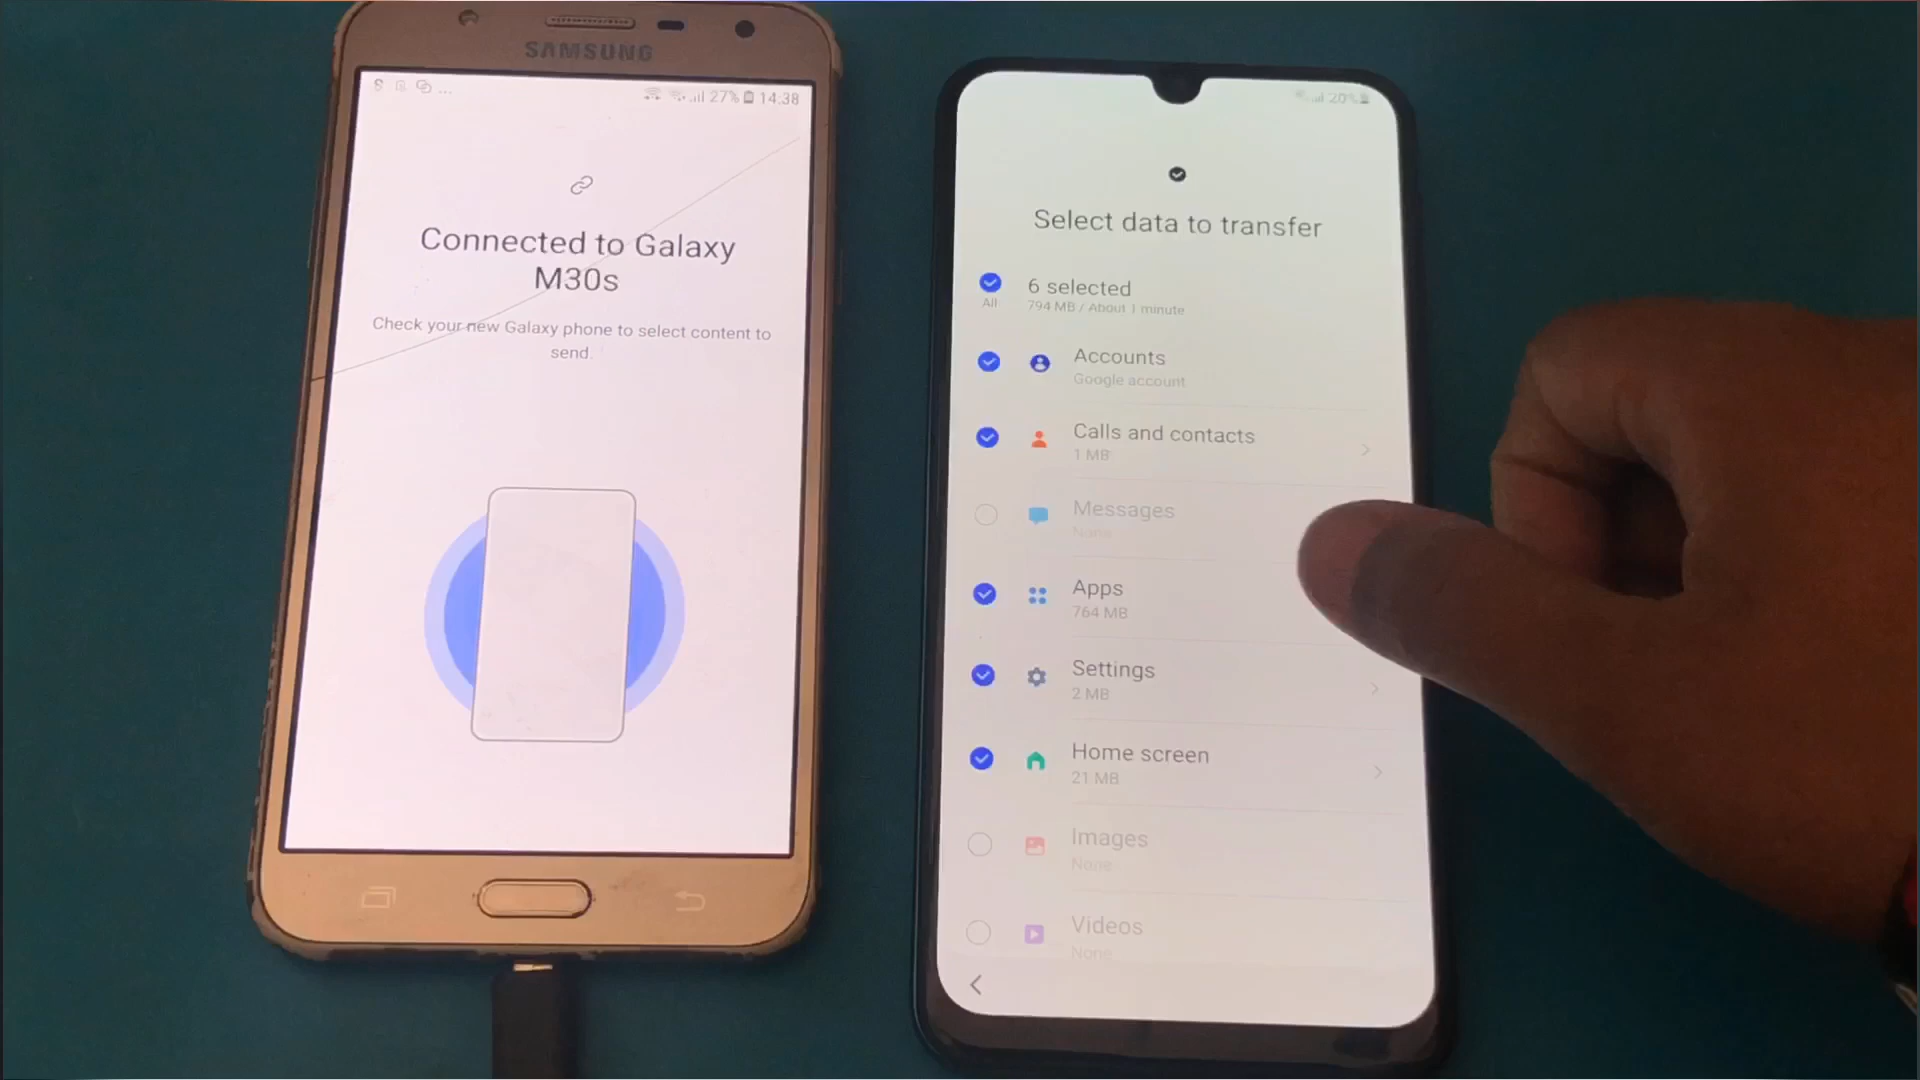 SAMSUNG
... 27% 14:38
Connected to Galaxy
M30s
Check your new Galaxy phone to select content to
send.
20%
Select data to transfer
All
6 selected
794 MB / About 1 minute
Accounts
Google account
Calls and contacts
1 MB
Messages
None
Apps
764 MB
Settings
2 MB
Home screen
21 MB
Images
None
Videos
None